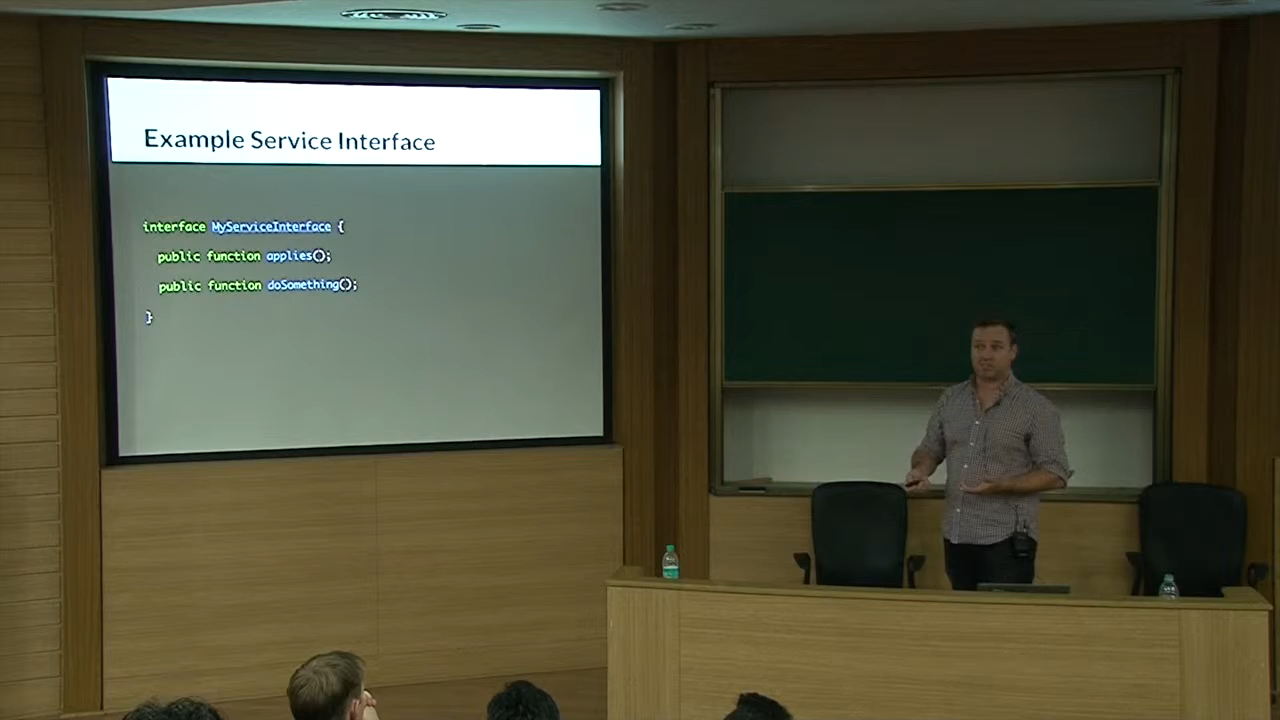 Example Service Interface
interface MyServiceInterface {
public function applies();
public function doSomething();
}